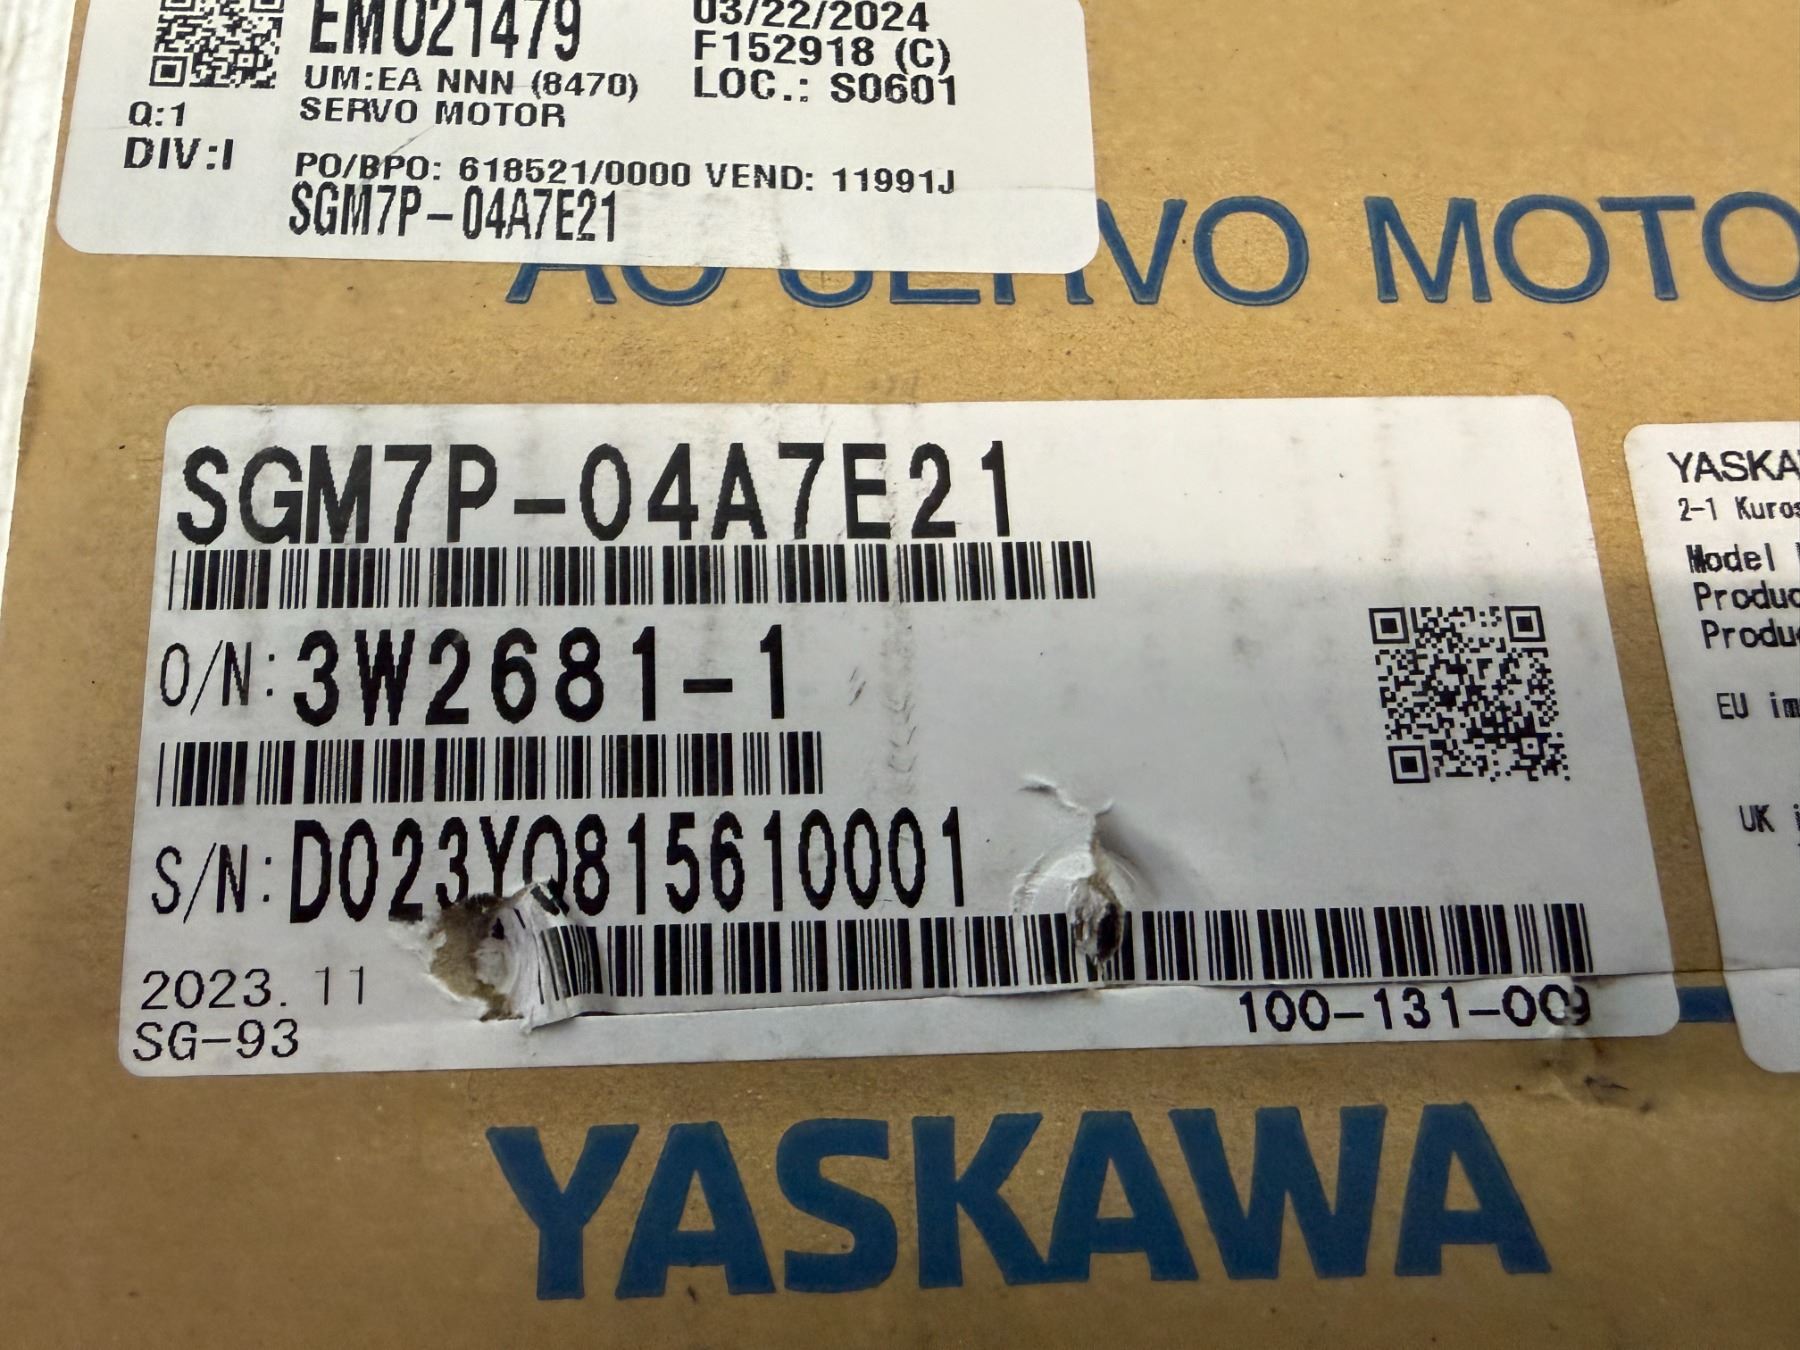 EM021479
03/22/2024
F152918 (C)
LOC.: S0601
UM:EA NNN (8470)
SERVO MOTOR
Q:1
DIV:I
PO/BPO: 618521/0000 VEND: 11991J
SGM7P-04A7E21
AC SERVO MOTO
SGM7P-04A7E21
O/N: 3W2681-1
S/N: D023YQ815610001
2023. 11
SG-93
100-131-009
YASKA
2-1 Kuros
Model
Produc
Produc
EU im
UK i
YASKAWA